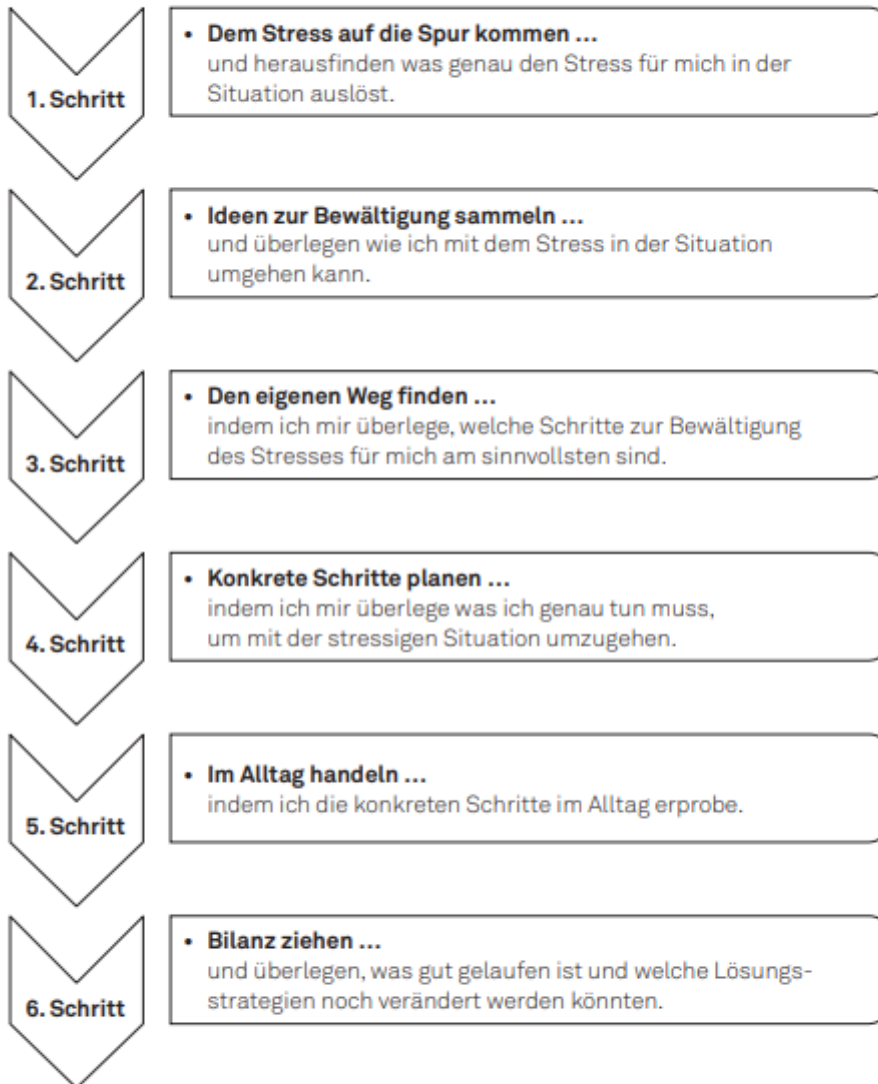 • Dem Stress auf die Spur kommen ...
und herausfinden was genau den Stress für mich in der
1. Schritt
Situation auslöst.
• Ideen zur Bewältigung sammeln ...
und überlegen wie ich mit dem Stress in der Situation
2. Schritt
umgehen kann.
• Den eigenen Weg finden ...
indem ich mir überlege, welche Schritte zur Bewältigung
3. Schritt
des Stresses für mich am sinnvollsten sind.
• Konkrete Schritte planen ...
indem ich mir überlege was ich genau tun muss,
4. Schritt
um mit der stressigen Situation umzugehen.
• Im Alltag handeln ...
indem ich die konkreten Schritte im Alltag erprobe.
5. Schritt
• Bilanz ziehen ...
und überlegen, was gut gelaufen ist und welche Lösungs-
6. Schritt
strategien noch verändert werden könnten.